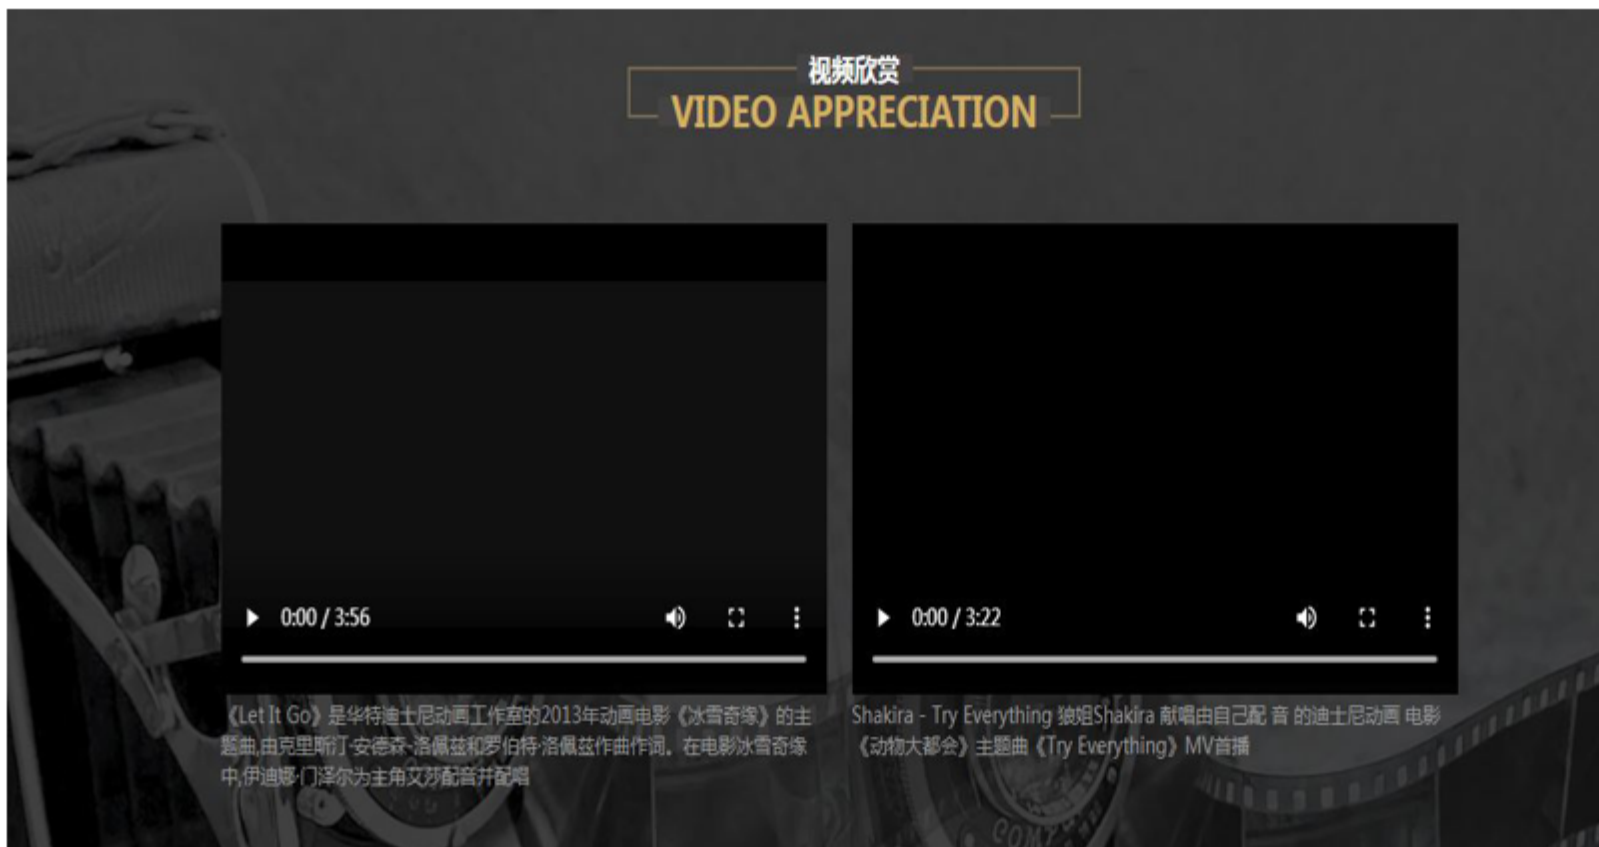 视频欣赏
VIDEO APPRECIATION
0:00 / 3:56
0:00 / 3:22
《Let It Go》是华特迪士尼动画工作室的2013年动画电影《冰雪奇缘》的主
题曲,由克里斯汀·安德森-洛佩兹和罗伯特·洛佩兹作曲作词。在电影冰雪奇缘
中,伊迪娜·门泽尔为主角艾莎配音并配唱
Shakira - Try Everything 狼姐Shakira 献唱由自己配 音 的迪士尼动画 电影
《动物大都会》主题曲《Try Everything》MV首播